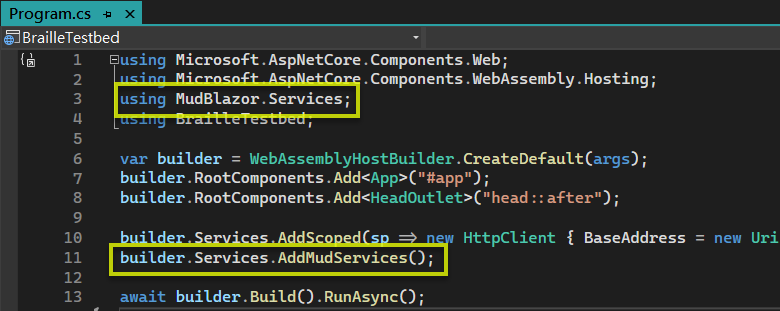 Program.cs
BrailleTestbed
1 using Microsoft.AspNetCore.Components.Web;
2 using Microsoft.AspNetCore.Components.WebAssembly.Hosting;
3 using MudBlazor.Services;
4 using BrailleTestbed;
5
6 var builder = WebAssemblyHostBuilder.CreateDefault(args);
7 builder.RootComponents.Add<App>("#app");
8 builder.RootComponents.Add<HeadOutlet>("head::after");
9
10 builder.Services.AddScoped(sp => new HttpClient { BaseAddress = new Uri
11 builder.Services.AddMudServices();
12
13 await builder.Build().RunAsync();